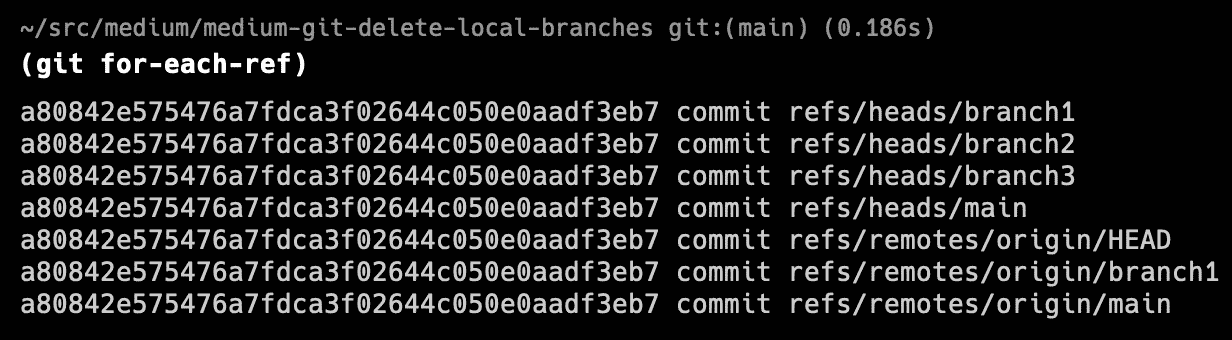 ~/src/medium/medium-git-delete-local-branches git:(main) (0.186s)
(git for-each-ref)
a80842e575476a7fdca3f02644c050e0aadf3eb7 commit refs/heads/branch1
a80842e575476a7fdca3f02644c050e0aadf3eb7 commit refs/heads/branch2
a80842e575476a7fdca3f02644c050e0aadf3eb7 commit refs/heads/branch3
a80842e575476a7fdca3f02644c050e0aadf3eb7 commit refs/heads/main
a80842e575476a7fdca3f02644c050e0aadf3eb7 commit refs/remotes/origin/HEAD
a80842e575476a7fdca3f02644c050e0aadf3eb7 commit refs/remotes/origin/branch1
a80842e575476a7fdca3f02644c050e0aadf3eb7 commit refs/remotes/origin/main